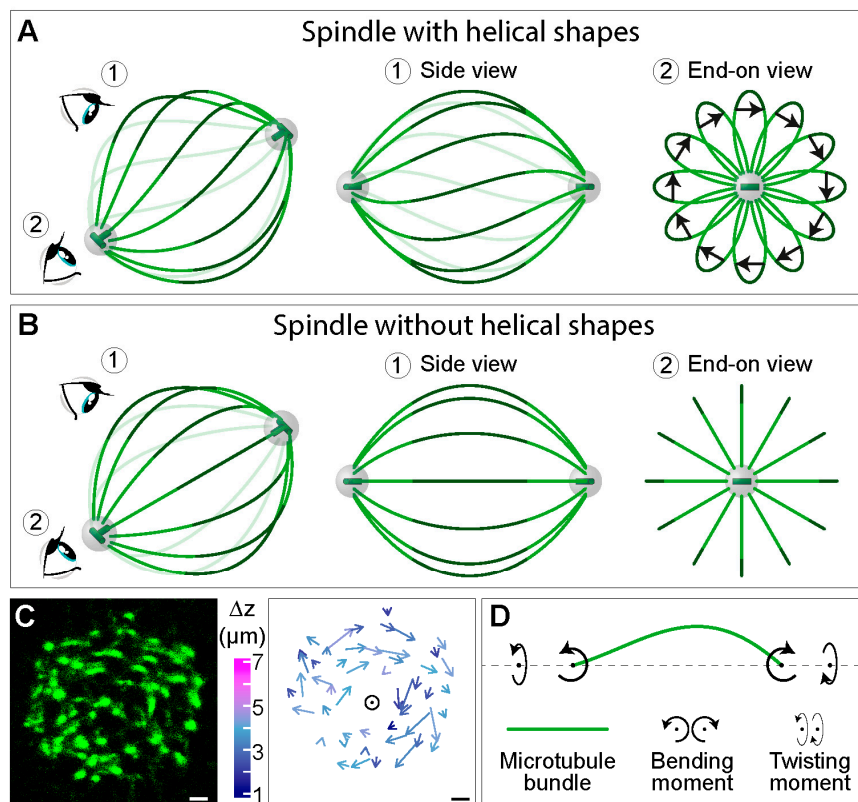 A
Spindle with helical shapes
1
1 Side view
2 End-on view
2
B
Spindle without helical shapes
1
1 Side view
2 End-on view
2
C
Δz
(μm)
7
5
3
1
D
Microtubule
bundle
Bending
moment
Twisting
moment